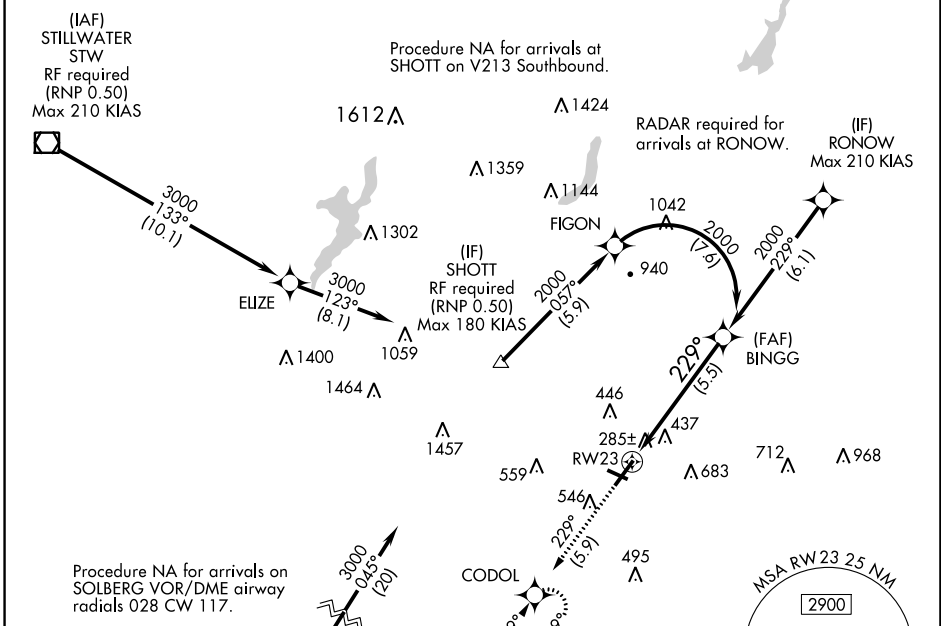 (IAF)
STILLWATER
STW
RF required
(RNP 0.50)
Max 210 KIAS
Procedure NA for arrivals at
SHOTT on V213 Southbound.
1612
1424
RADAR required for
arrivals at RONOW.
(IF)
RONOW
Max 210 KIAS
1359
1144
3000
133°
(10.1)
1302
FIGON
1042
2000
(7.6)
2000
229°
(6.1)
940
(IF)
SHOTT
RF required
(RNP 0.50)
Max 180 KIAS
2000
057°
(5.9)
ELIZE
3000
123°
(8.1)
1059
1400
1464
(FAF)
BINGG
229°
(5.5)
446
437
285±
1457
RW23
559
683
712
968
546
229°
(5.9)
495
3000
045°
(20)
Procedure NA for arrivals on
SOLBERG VOR/DME airway
radials 028 CW 117.
CODOL
MSA RW 23 25 NM
2900